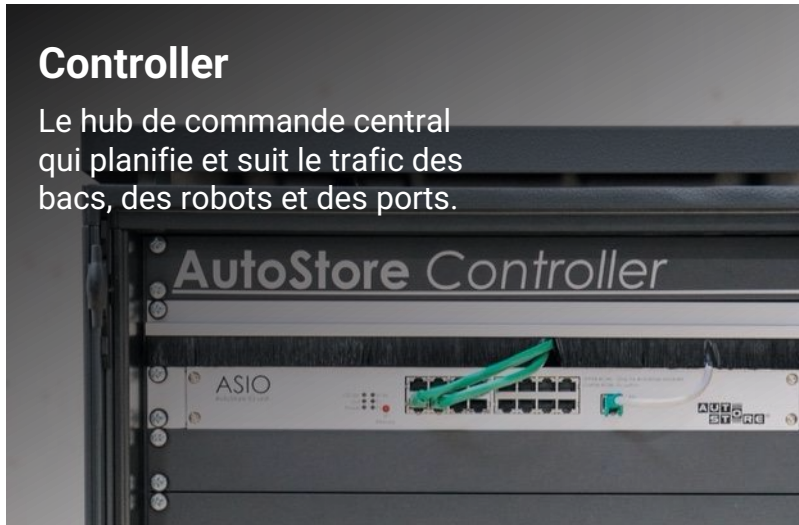 Controller
Le hub de commande central
qui planifie et suit le trafic des
bacs, des robots et des ports.
AutoStore Controller
ASIO
AUTO
STORE